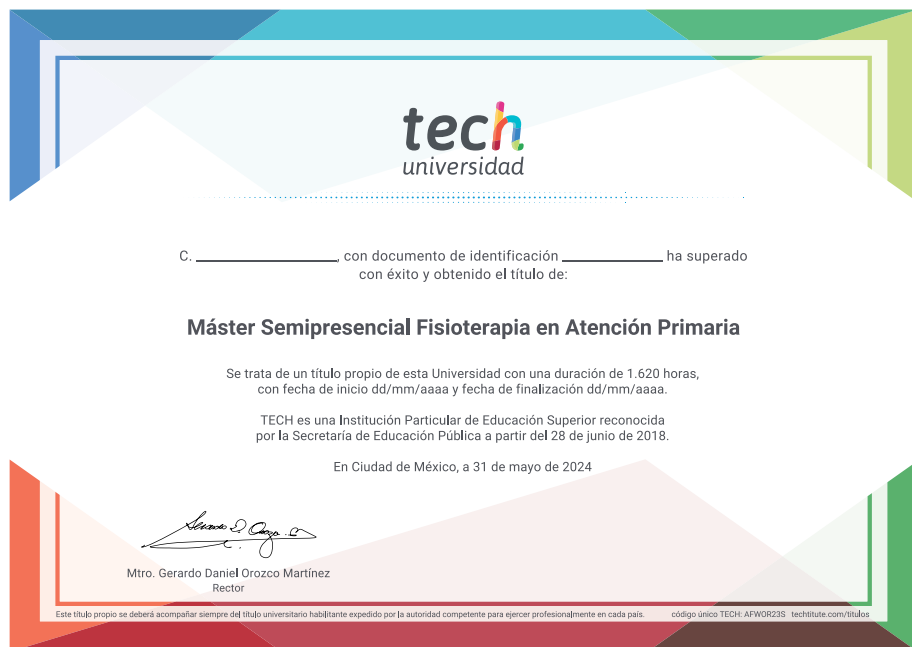 tech
universidad
C. ____________________, con documento de identificación ______________ ha superado
con éxito y obtenido el título de:
Máster Semipresencial Fisioterapia en Atención Primaria
Se trata de un título propio de esta Universidad con una duración de 1.620 horas,
con fecha de inicio dd/mm/aaaa y fecha de finalización dd/mm/aaaa.
TECH es una Institución Particular de Educación Superior reconocida
por la Secretaría de Educación Pública a partir del 28 de junio de 2018.
En Ciudad de México, a 31 de mayo de 2024
Mtro. Gerardo Daniel Orozco Martínez
Rector
Este título propio se deberá acompañar siempre del título universitario habilitante expedido por la autoridad competente para ejercer profesionalmente en cada país. código único TECH: AFWOR23S techtitute.com/titulos